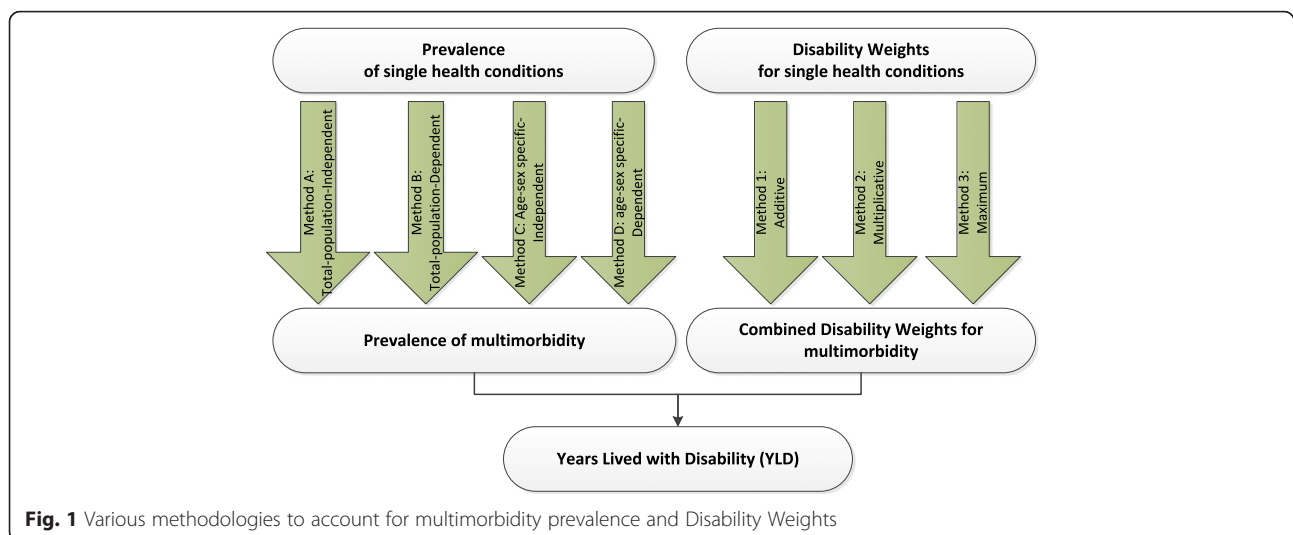 Prevalence
of single health conditions
Disability Weights
for single health conditions
Method A:
Total-population-Independent
Method B:
Total-population-Dependent
Method C: Age-sex specific-
Independent
Method D: age-sex specific-
Dependent
Method 1:
Additive
Method 2:
Multiplicative
Method 3:
Maximum
Prevalence of multimorbidity
Combined Disability Weights for
multimorbidity
Years Lived with Disability (YLD)
Fig. 1 Various methodologies to account for multimorbidity prevalence and Disability Weights